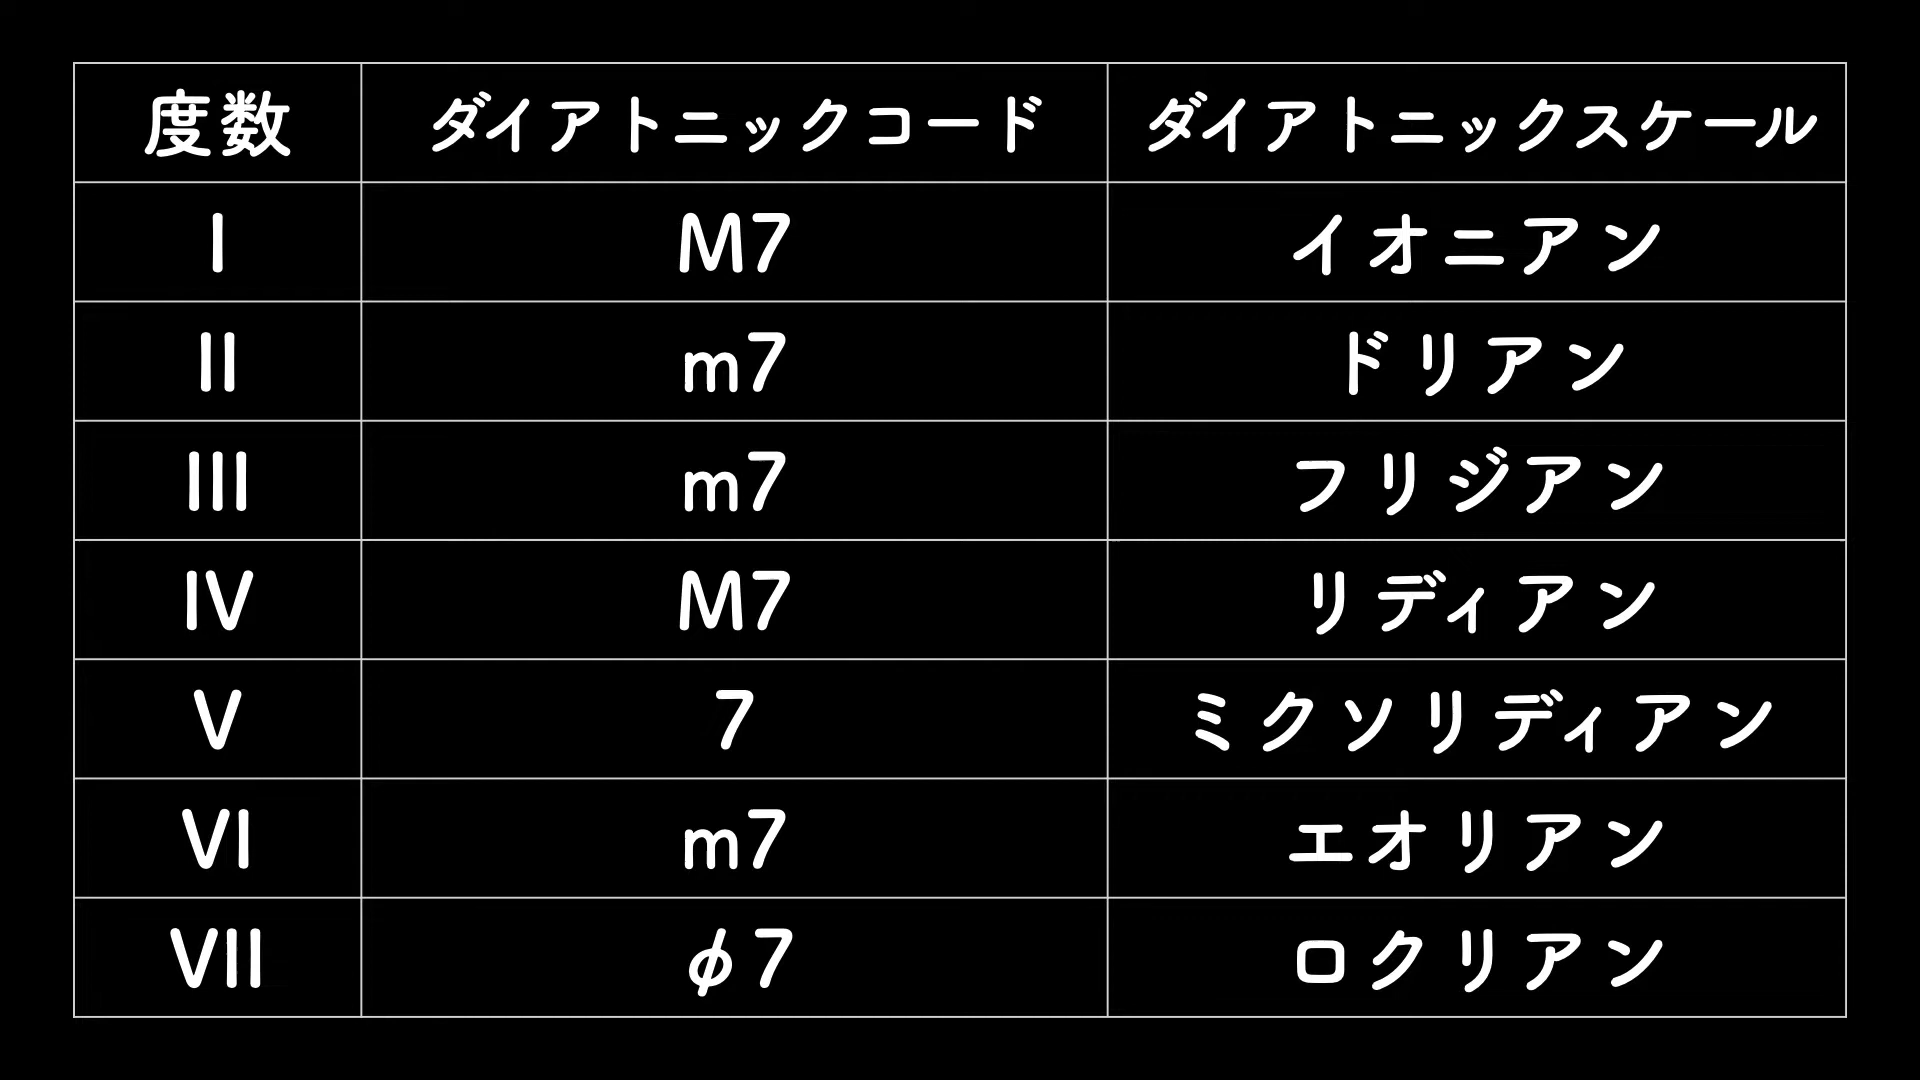 度数 ダイアトニックコード ダイアトニックスケール
I M7 イオニアン
II m7 ドリアン
III m7 フリジアン
IV M7 リディアン
V 7 ミクソリディアン
VI m7 エオリアン
VII φ7 ロクリアン